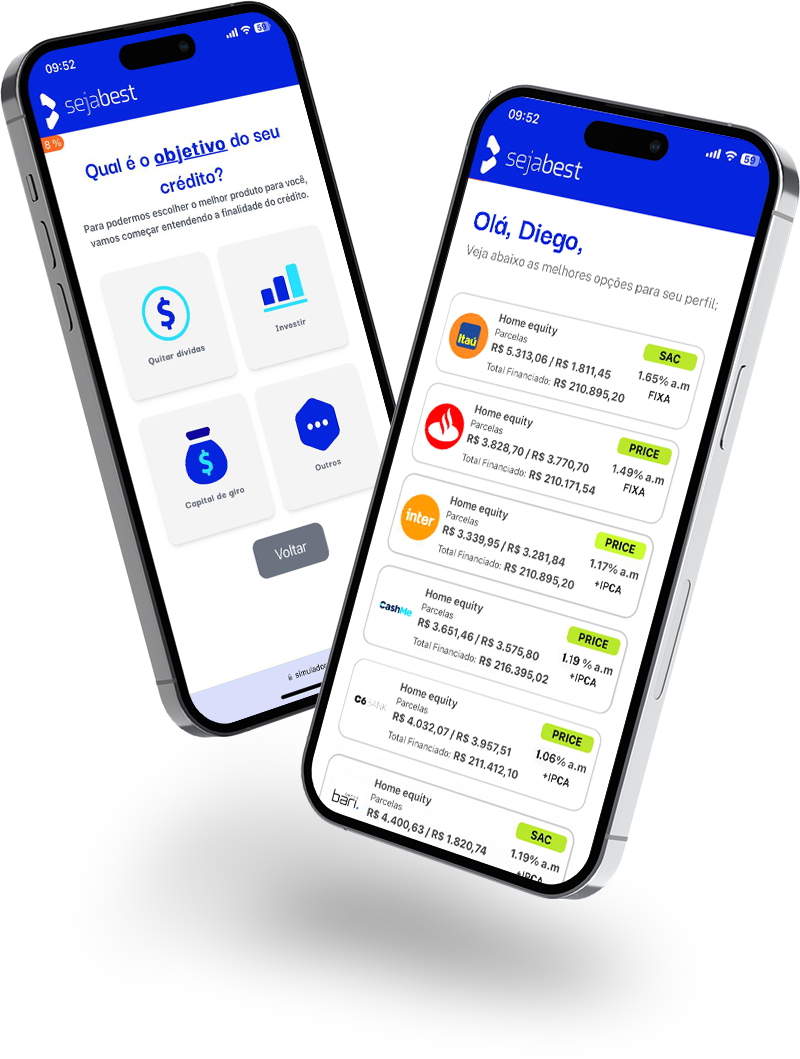 09:52
59
sejabest
8 %
Qual é o objetivo do seu
crédito?
Para podermos escolher o melhor produto para você,
vamos começar entendendo a finalidade do crédito.
Quitar dívidas
Investir
Capital de giro
Outros
Voltar
simulador
09:52
59
sejabest
Olá, Diego,
Veja abaixo as melhores opções para seu perfil;
Itaú
Home equity
Parcelas
R$ 5.313,06 / R$ 1.811,45
Total Financiado: R$ 210.895,20
SAC
1.65% a.m
FIXA
Home equity
Parcelas
R$ 3.828,70 / R$ 3.770,70
Total Financiado: R$ 210.171,54
PRICE
1.49% a.m
FIXA
inter
Home equity
Parcelas
R$ 3.339,95 / R$ 3.281,84
Total Financiado: R$ 210.895,20
PRICE
1.17% a.m
+IPCA
CashMe
Home equity
Parcelas
R$ 3.651,46 / R$ 3.575,80
Total Financiado: R$ 216.395,02
PRICE
1.19 % a.m
+IPCA
C6 BANK
Home equity
Parcelas
R$ 4.032,07 / R$ 3.957,51
Total Financiado: R$ 211.412,10
PRICE
1.06% a.m
+IPCA
bari.
Home equity
Parcelas
R$ 4.400,63 / R$ 1.820,74
SAC
1.19% a.m
+IPCA